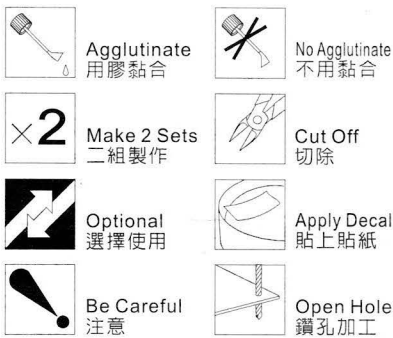 Agglutinate
用膠黏合
No Agglutinate
不用黏合
×2
Make 2 Sets
二組製作
Cut Off
切除
Optional
選擇使用
Apply Decal
貼上貼紙
Be Careful
注意
Open Hole
鑽孔加工